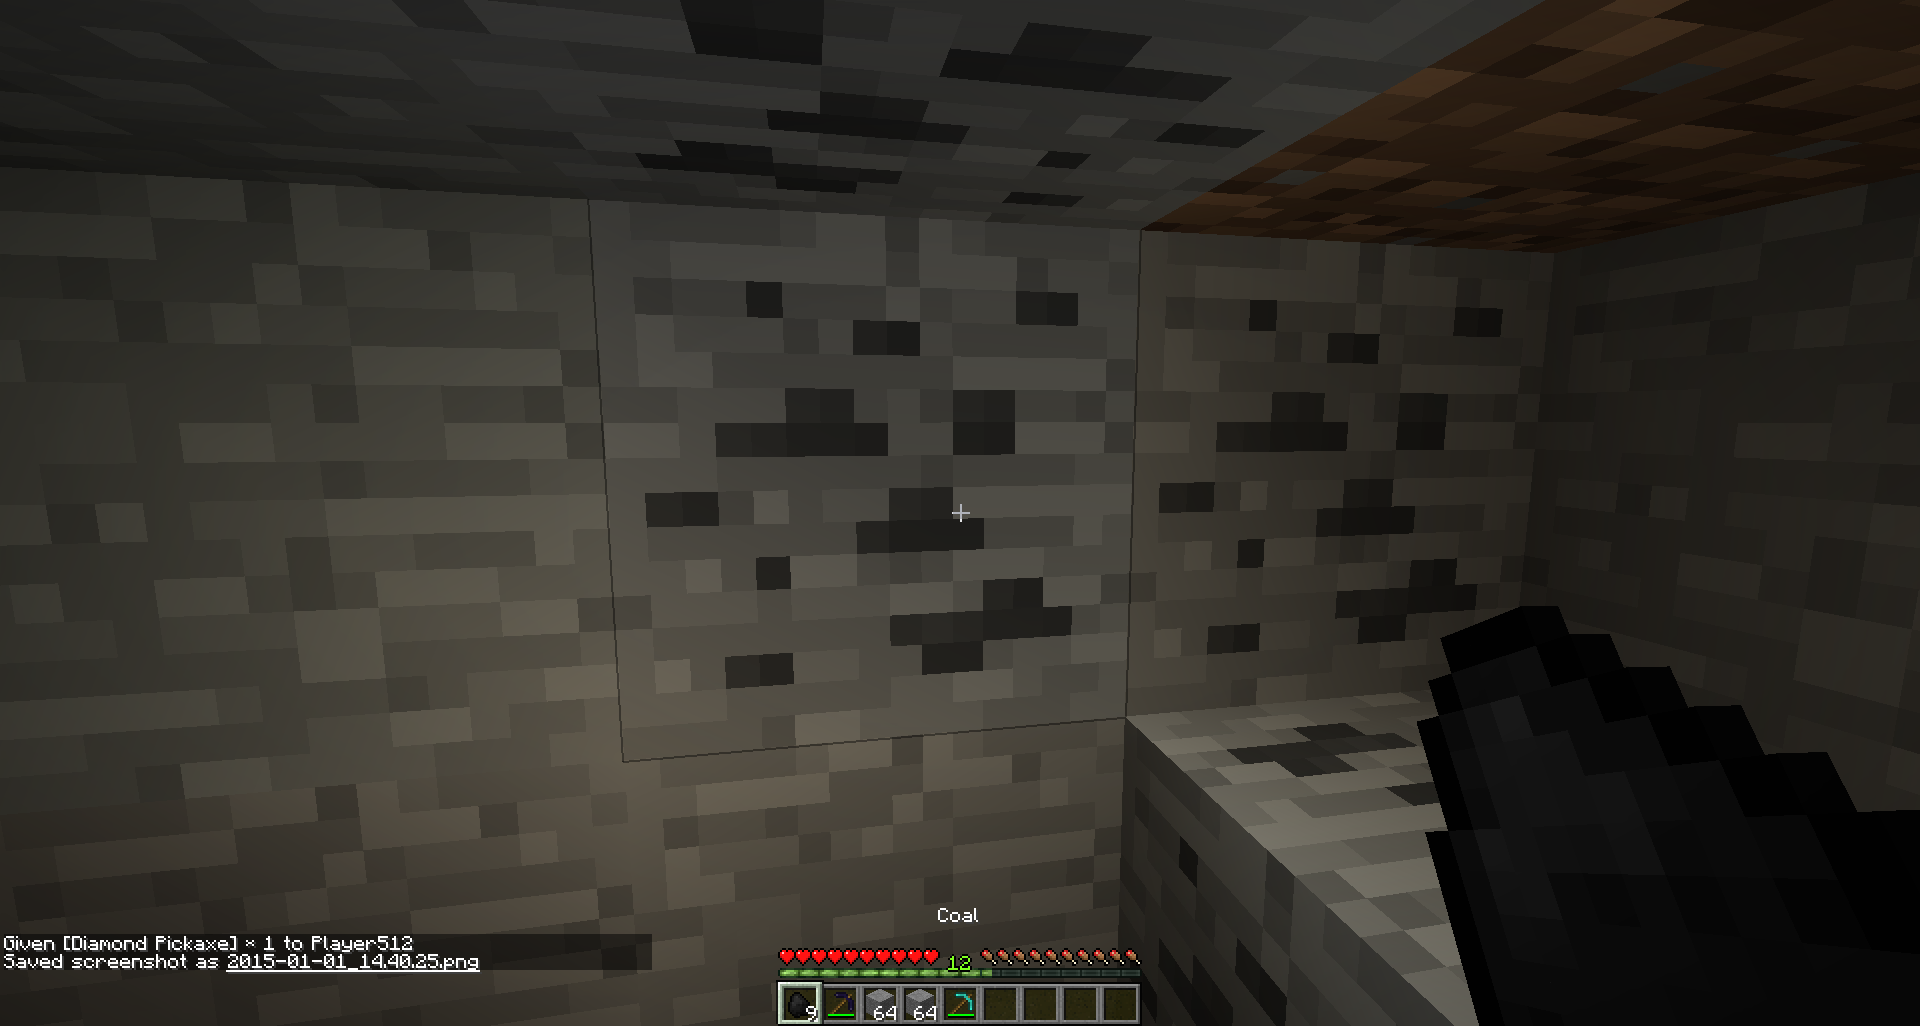 Coal
Given [Diamond Pickaxe] × 1 to Player512
Saved screenshot as 2015-01-01_14.40.25.png
12
9 64 64